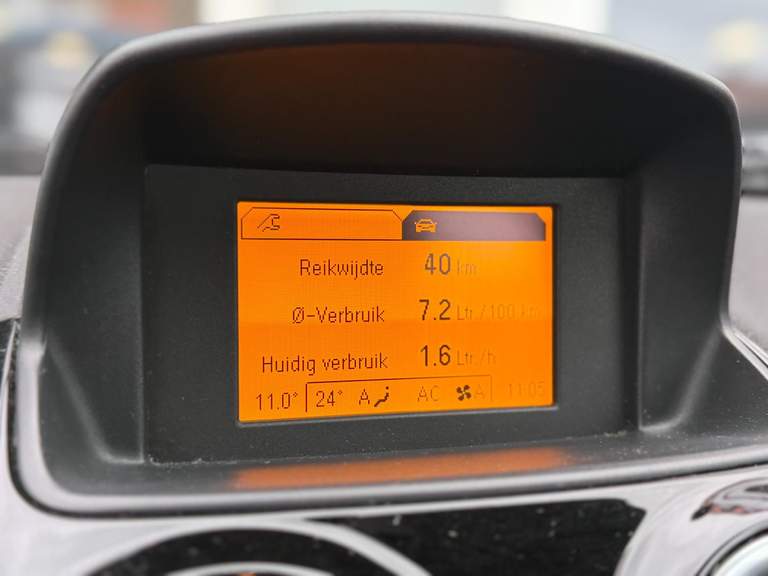 Reikwijdte 40 km
Ø-Verbruik 7.2 Ltr./100 km
Huidig verbruik 1.6 Ltr./h
11.0° 24° A AC A 11:05